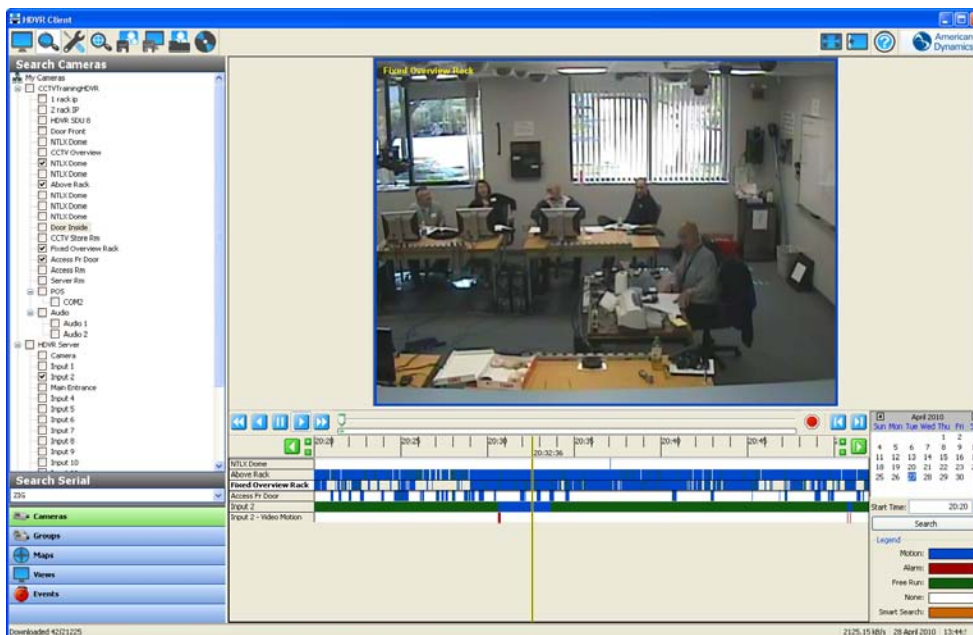 HDVR Client
American
Dynamics
Search Cameras
My Cameras
CCTVTrainingHDVR
1 rack ip
2 rack IP
HDVR SDU 8
Door Front
NTLX Dome
CCTV Overview
NTLX Dome
NTLX Dome
Above Rack
NTLX Dome
NTLX Dome
NTLX Dome
Door Inside
CCTV Store Rm
Fixed Overview Rack
Access Fr Door
Access Rm
Server Rm
POS
COM2
Audio
Audio 1
Audio 2
HDVR Server
Camera
Input 1
Input 2
Main Entrance
Input 4
Input 5
Input 6
Input 7
Input 8
Input 9
Input 10
Search Serial
Cameras
Groups
Maps
Views
Events
Fixed Overview Rack
20:20 20:25 20:30 20:35 20:40 20:45
20:32:36
NTLX Dome
Above Rack
Fixed Overview Rack
Access Fr Door
Input 2
Input 2 - Video Motion
April 2010
Sun Mon Tue Wed Thu Fri
1 2
4 5 6 7 8 9
11 12 13 14 15 16
18 19 20 21 22 23
25 26 27 28 29 30
Start Time: 20:20
Search
Legend
Motion:
Alarm:
Free Run:
None:
Smart Search:
Downloaded 42/21225
2125.15 kB/s 28 April 2010 13:44